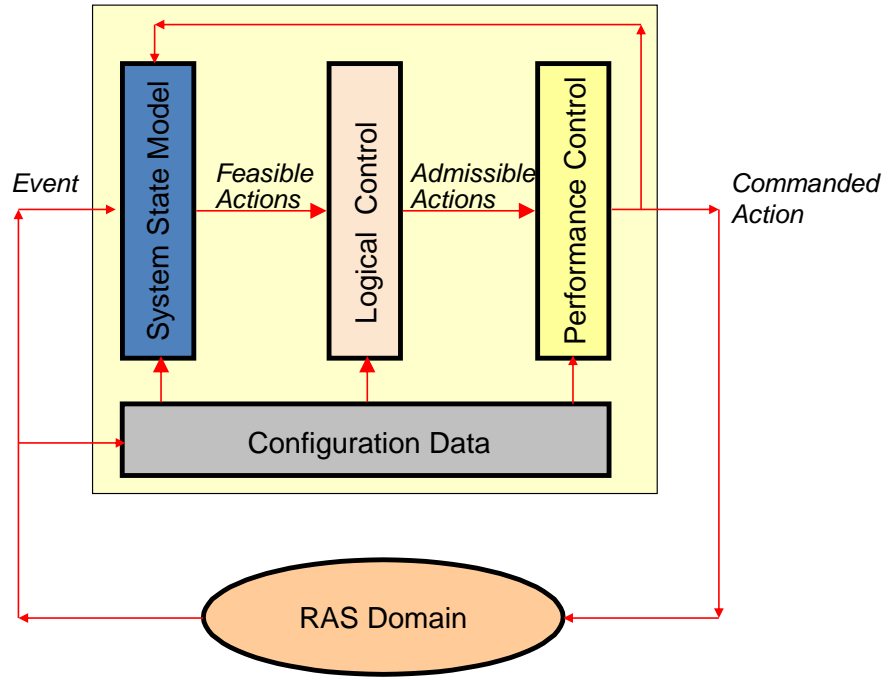 Event
System State Model
Feasible
Actions
Logical Control
Admissible
Actions
Performance Control
Commanded
Action
Configuration Data
RAS Domain